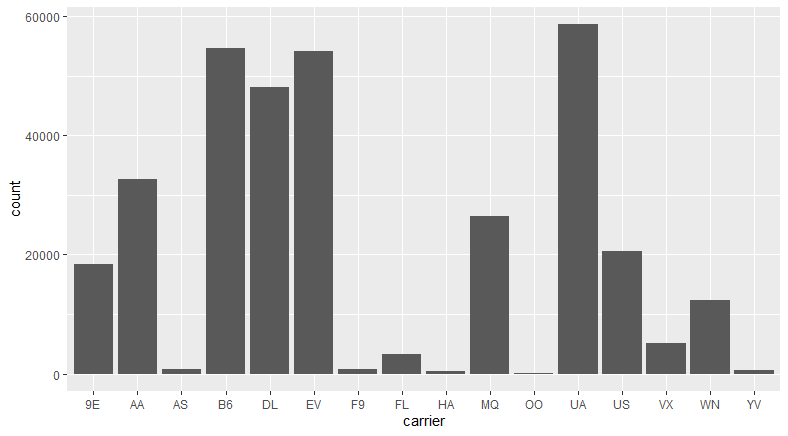 60000
40000
20000
0
count
9E AA AS B6 DL EV F9 FL HA MQ OO UA US VX WN YV
carrier